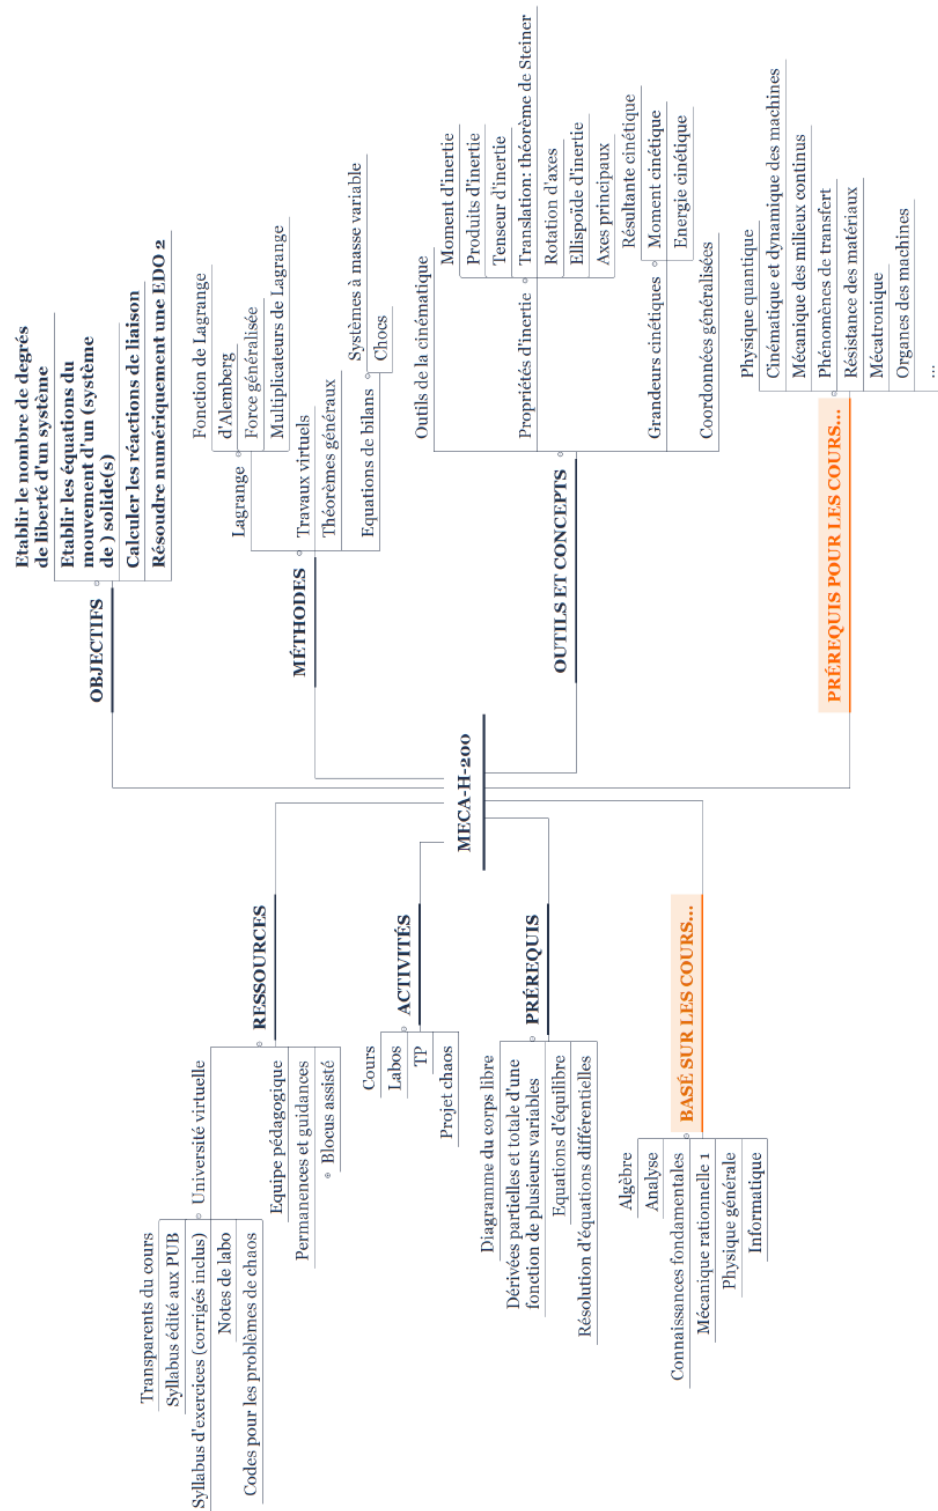 MECA-H-200
OBJECTIFS
Etablir le nombre de degrés
de liberté d'un système
Etablir les équations du
mouvement d'un (système
de ) solide(s)
Calculer les réactions de liaison
Résoudre numériquement une EDO 2
MÉTHODES
Lagrange
Fonction de Lagrange
d'Alemberg
Force généralisée
Multiplicateurs de Lagrange
Travaux virtuels
Théorèmes généraux
Equations de bilans
Systèmes à masse variable
Chocs
OUTILS ET CONCEPTS
Outils de la cinématique
Propriétés d'inertie
Moment d'inertie
Produits d'inertie
Tenseur d'inertie
Translation: théorème de Steiner
Rotation d'axes
Ellispoïde d'inertie
Axes principaux
Grandeurs cinétiques
Résultante cinétique
Moment cinétique
Energie cinétique
Coordonnées généralisées
PRÉREQUIS POUR LES COURS...
Physique quantique
Cinématique et dynamique des machines
Mécanique des milieux continus
Phénomènes de transfert
Résistance des matériaux
Mécatronique
Organes des machines
...
RESSOURCES
Université virtuelle
Transparents du cours
Syllabus édité aux PUB
Syllabus d'exercices (corrigés inclus)
Notes de labo
Codes pour les problèmes de chaos
Equipe pédagogique
Permanences et guidances
Blocus assisté
ACTIVITÉS
Cours
Labos
TP
Projet chaos
PRÉREQUIS
Diagramme du corps libre
Dérivées partielles et totale d'une
fonction de plusieurs variables
Equations d'équilibre
Résolution d'équations différentielles
BASÉ SUR LES COURS...
Algèbre
Analyse
Connaissances fondamentales
Mécanique rationnelle 1
Physique générale
Informatique